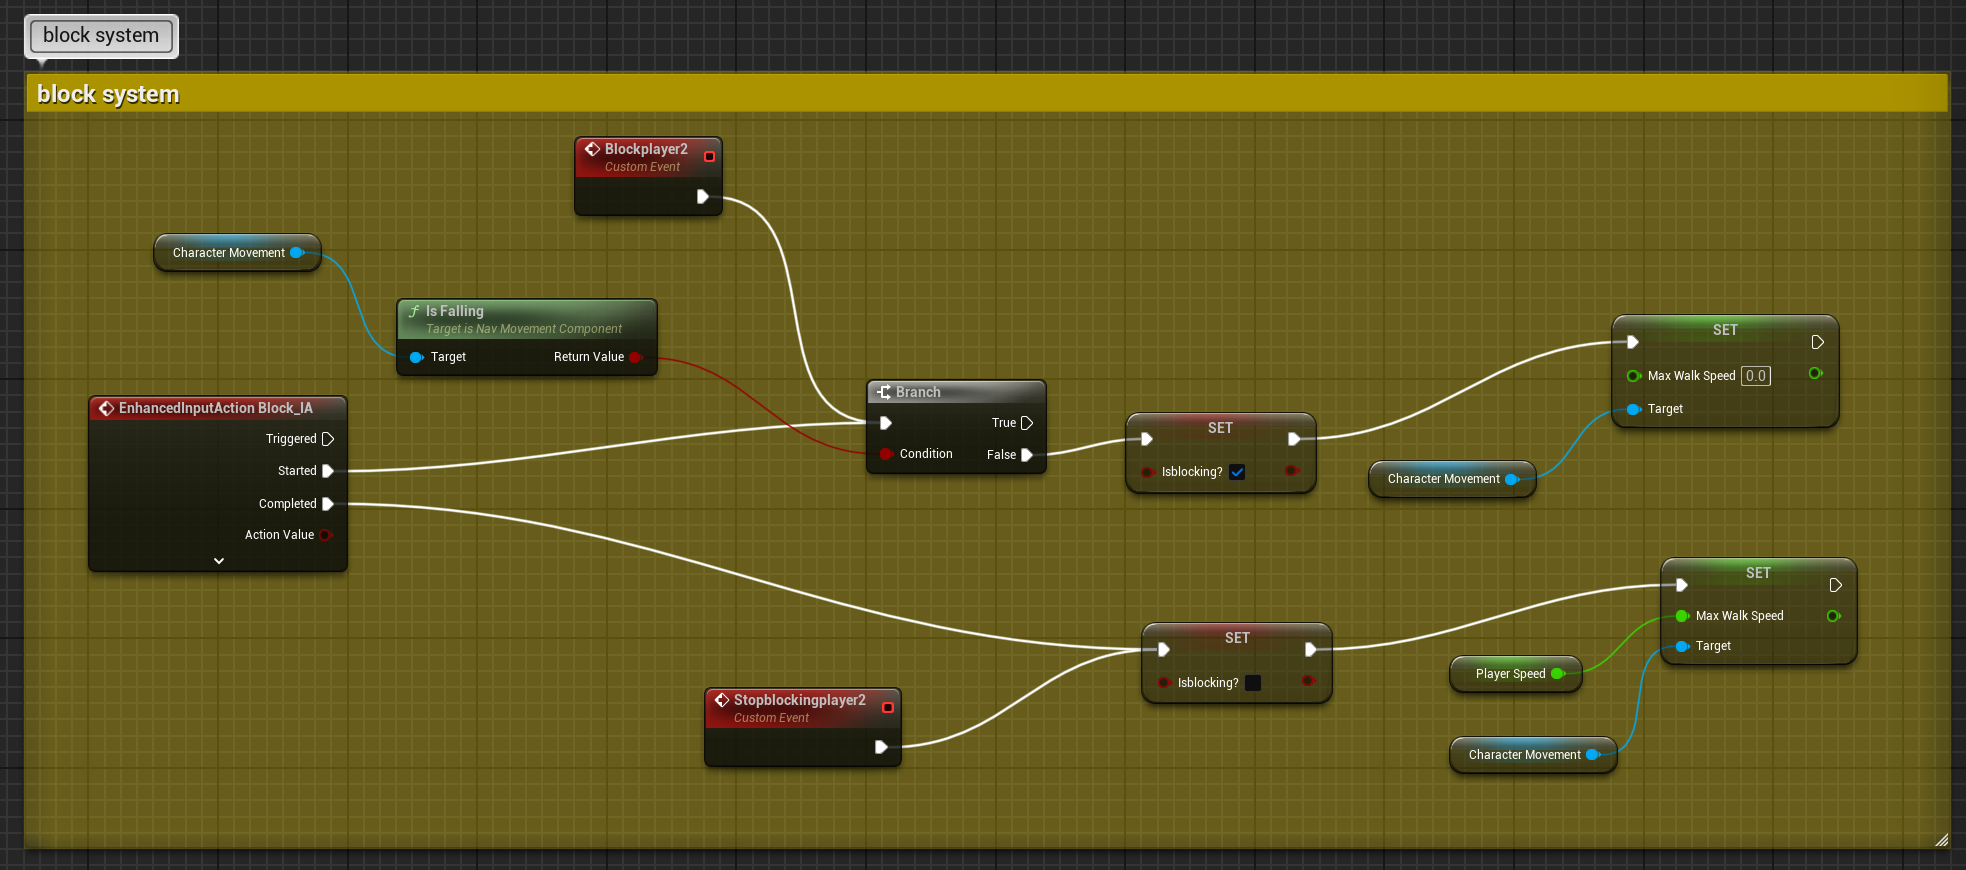 block system
block system
Blockplayer2
Custom Event
Character Movement
Is Falling
Target is Nav Movement Component
Target
Return Value
EnhancedInputAction Block_IA
Triggered
Started
Completed
Action Value
Branch
True
Condition
False
SET
Isblocking?
SET
Max Walk Speed 0.0
Target
Character Movement
SET
Isblocking?
Stopblockingplayer2
Custom Event
SET
Max Walk Speed
Target
Player Speed
Character Movement